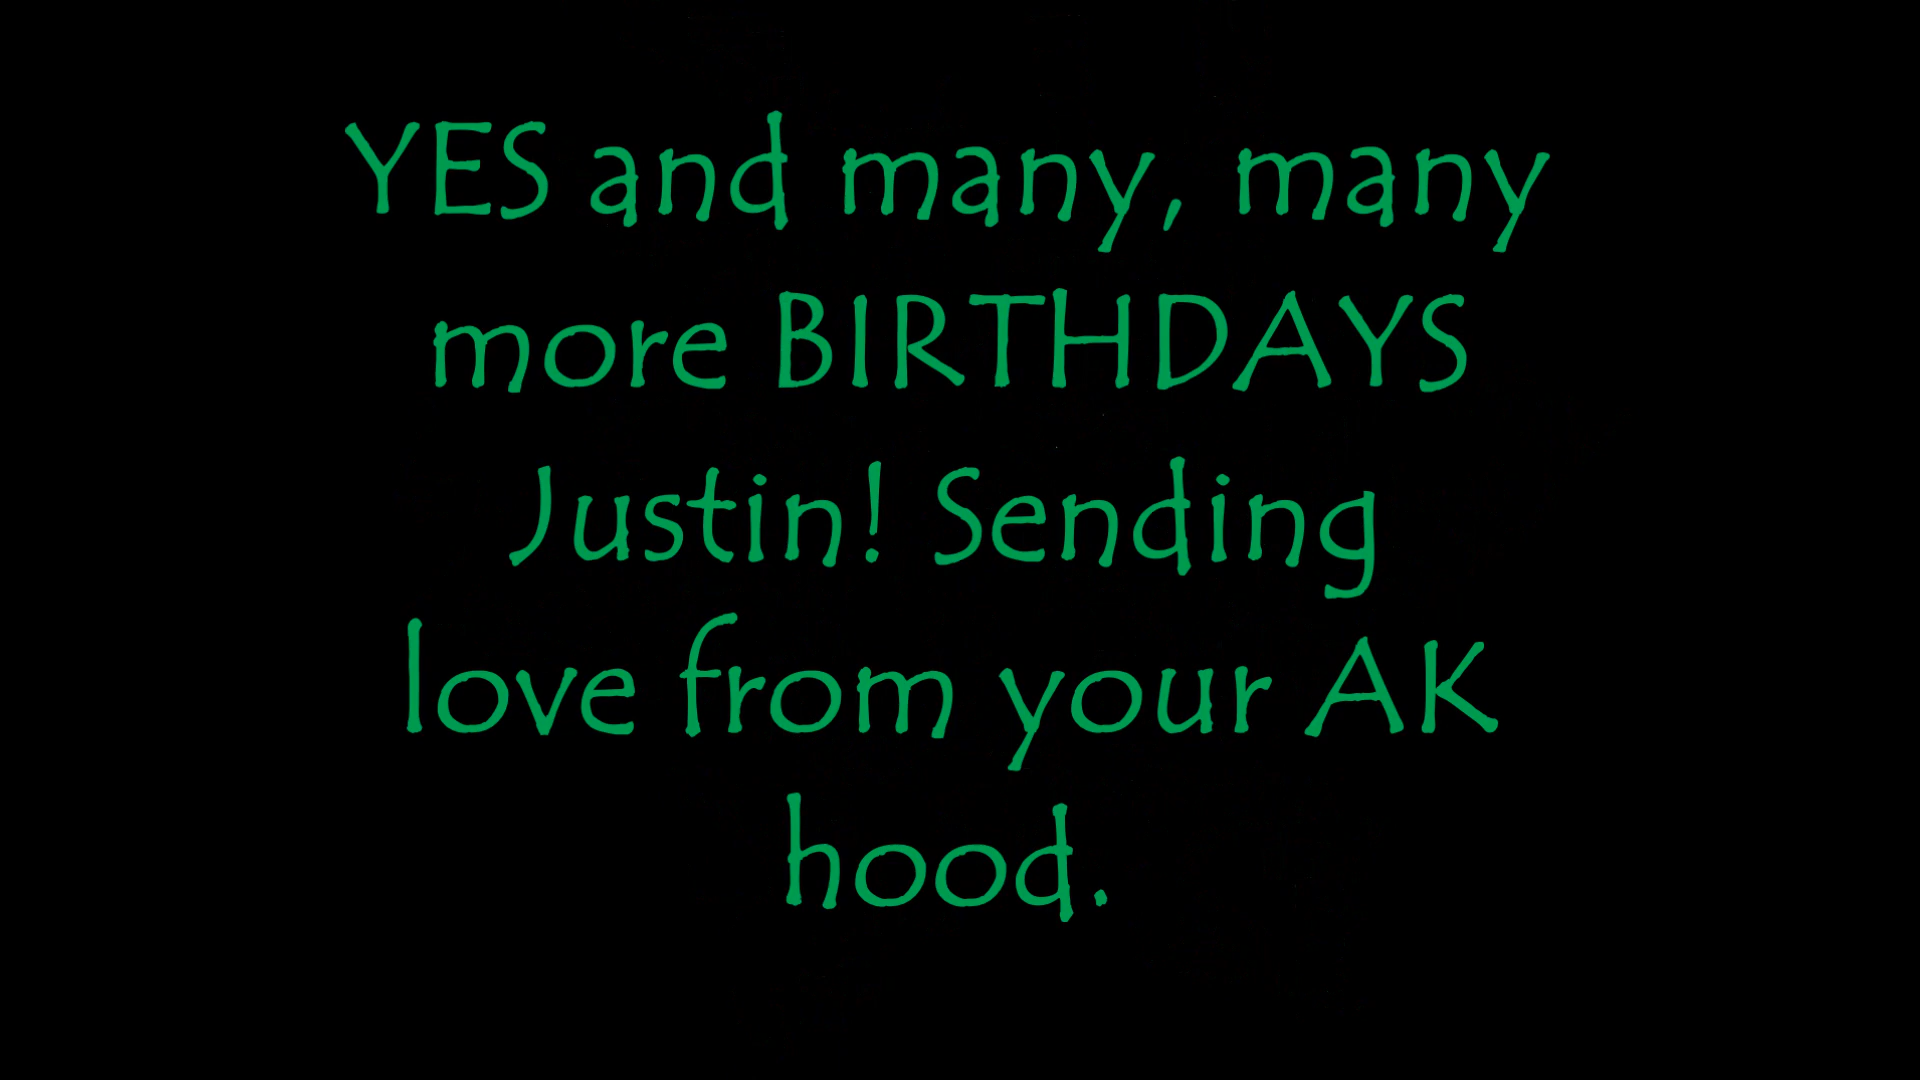 YES and many, many
more BIRTHDAYS
Justin! Sending
love from your AK
hood.